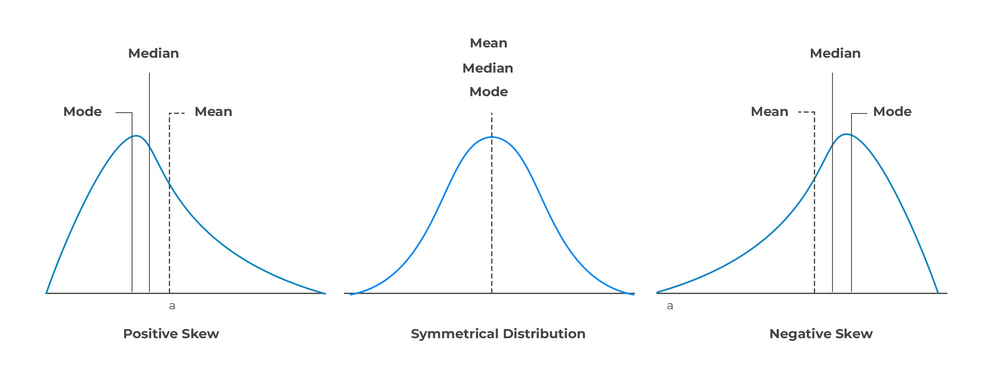 Median
Mode
Mean
a
Positive Skew
Mean
Median
Mode
Symmetrical Distribution
Median
Mean
Mode
a
Negative Skew